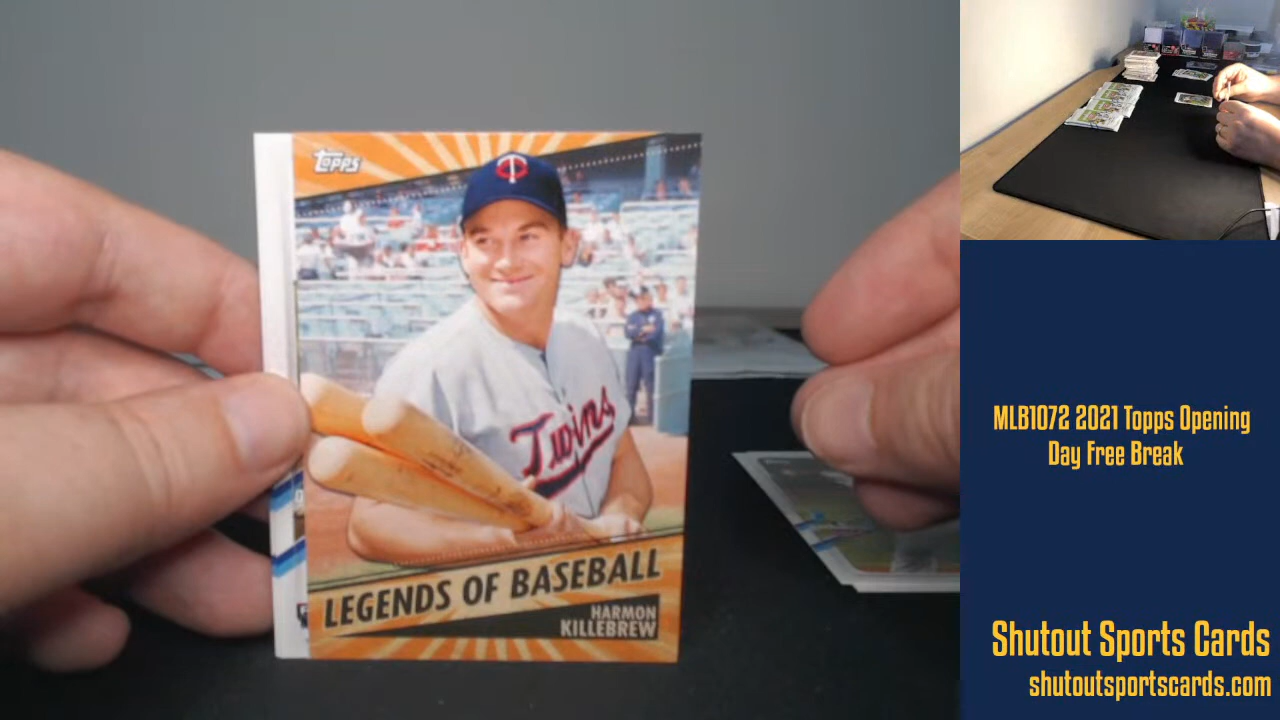 Topps
T
Twins
LEGENDS OF BASEBALL
HARMON
KILLEBREW
MLB1072 2021 Topps Opening
Day Free Break
Shutout Sports Cards
shutoutsportscards.com